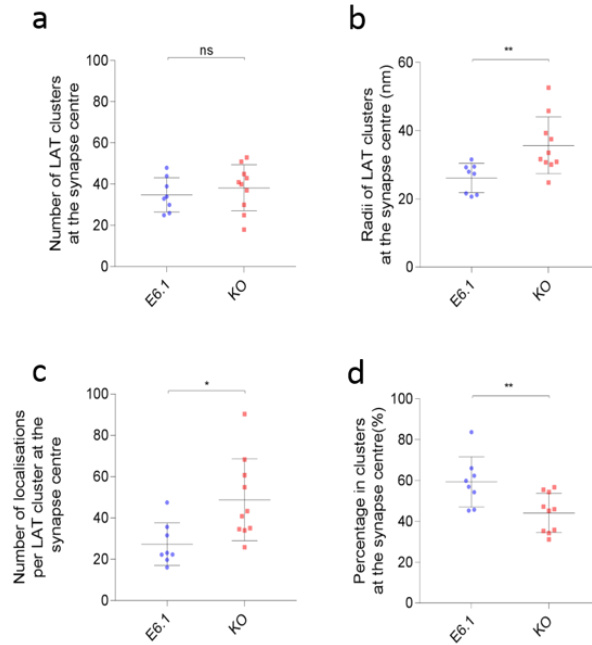 a
Number of LAT clusters
at the synapse centre
100
80
60
40
20
0
ns
E6.1
KO
b
Radii of LAT clusters
at the synapse centre (nm)
60
40
20
0
**
E6.1
KO
c
Number of localisations
per LAT cluster at the
synapse centre
100
80
60
40
20
0
*
E6.1
KO
d
Percentage in clusters
at the synapse centre(%)
100
80
60
40
20
0
**
E6.1
KO